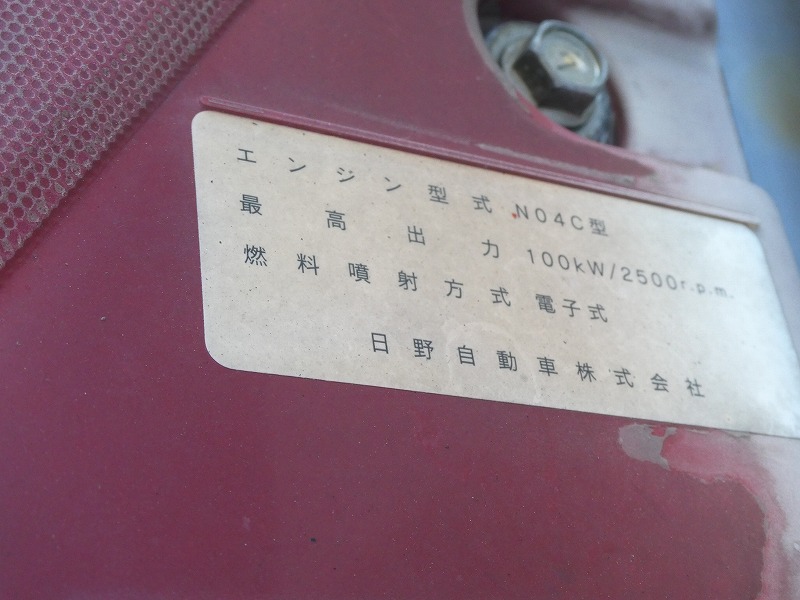 エンジン型式 N04C型
最高出力 100kW/2500r.p.m.
燃料噴射方式 電子式
日野自動車株式会社